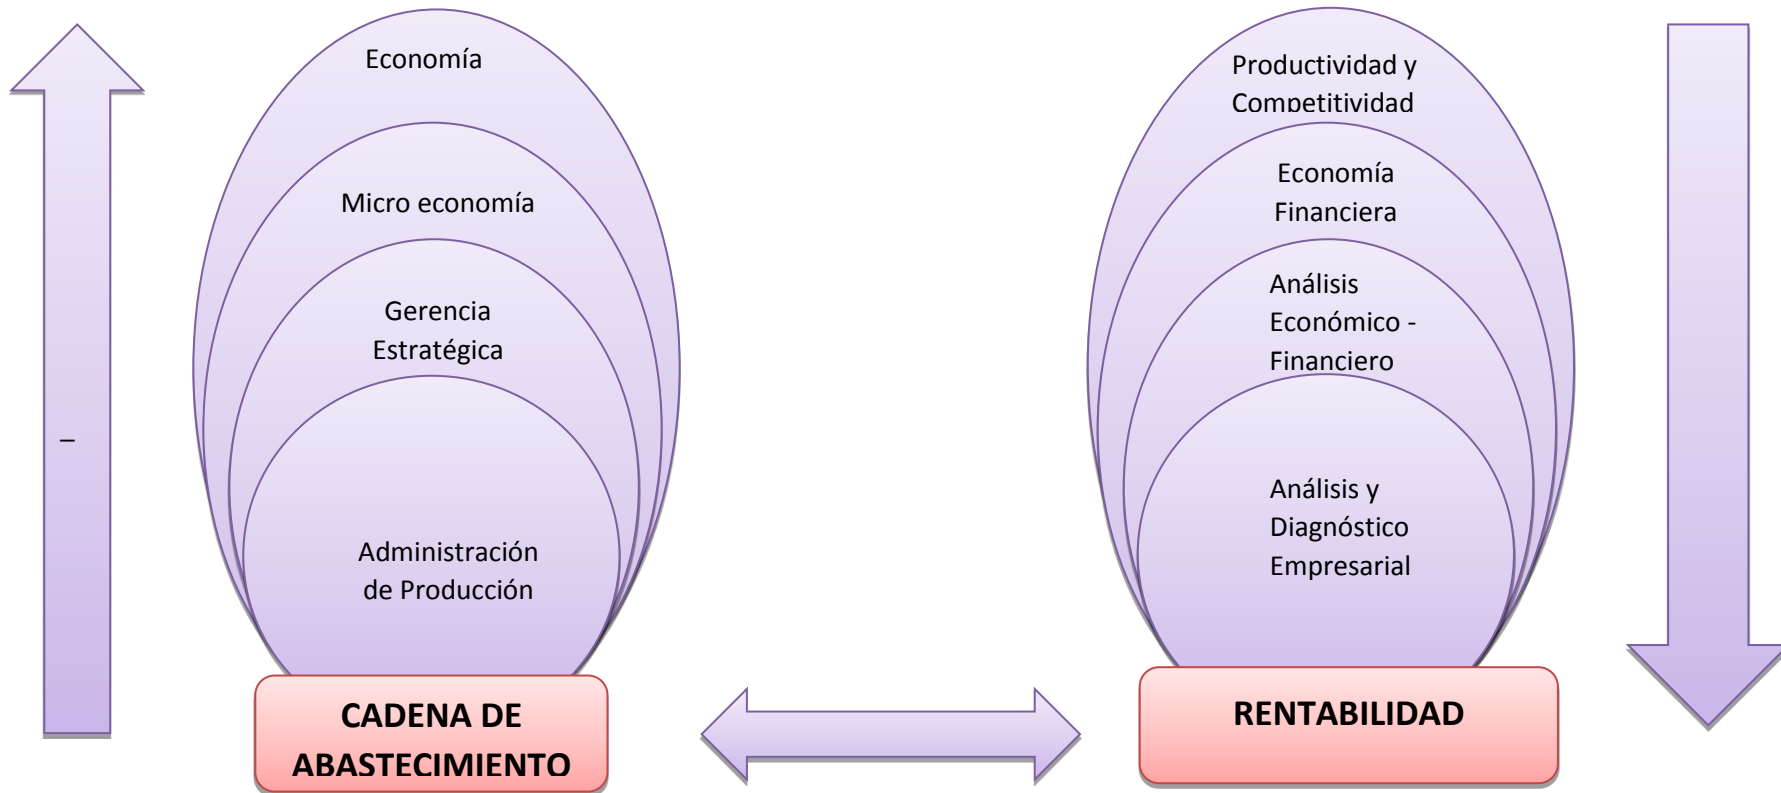 Economía
Micro economía
Gerencia
Estratégica
Administración
de Producción
CADENA DE
ABASTECIMIENTO
Productividad y
Competitividad
Economía
Financiera
Análisis
Económico -
Financiero
Análisis y
Diagnóstico
Empresarial
RENTABILIDAD
–